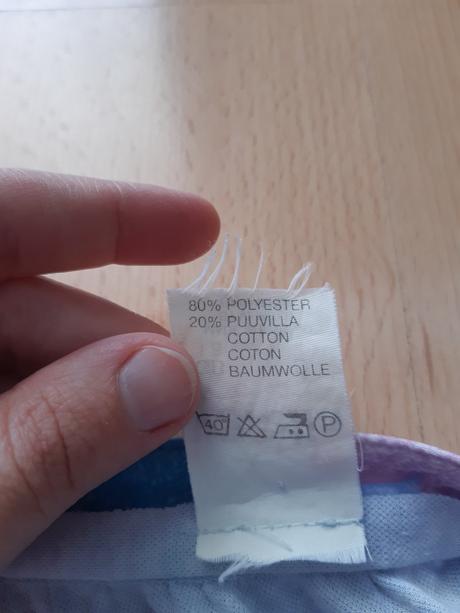 80% POLYESTER
20% PUUVILLA
COTTON
COTON
BAUMWOLLE
40° P